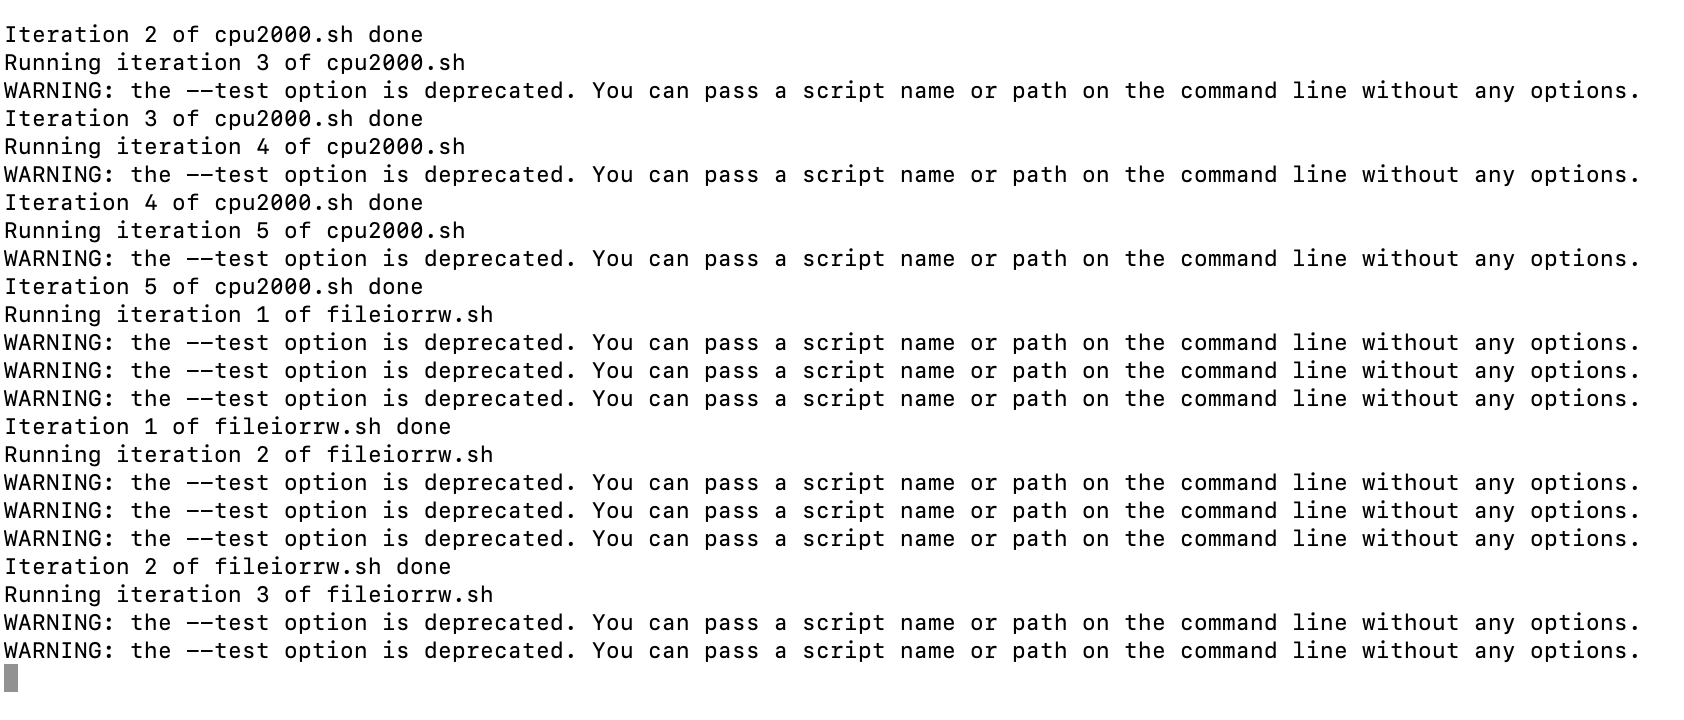 Iteration 2 of cpu2000.sh done
Running iteration 3 of cpu2000.sh
WARNING: the --test option is deprecated. You can pass a script name or path on the command line without any options.
Iteration 3 of cpu2000.sh done
Running iteration 4 of cpu2000.sh
WARNING: the --test option is deprecated. You can pass a script name or path on the command line without any options.
Iteration 4 of cpu2000.sh done
Running iteration 5 of cpu2000.sh
WARNING: the --test option is deprecated. You can pass a script name or path on the command line without any options.
Iteration 5 of cpu2000.sh done
Running iteration 1 of fileiorrw.sh
WARNING: the --test option is deprecated. You can pass a script name or path on the command line without any options.
WARNING: the --test option is deprecated. You can pass a script name or path on the command line without any options.
WARNING: the --test option is deprecated. You can pass a script name or path on the command line without any options.
Iteration 1 of fileiorrw.sh done
Running iteration 2 of fileiorrw.sh
WARNING: the --test option is deprecated. You can pass a script name or path on the command line without any options.
WARNING: the --test option is deprecated. You can pass a script name or path on the command line without any options.
WARNING: the --test option is deprecated. You can pass a script name or path on the command line without any options.
Iteration 2 of fileiorrw.sh done
Running iteration 3 of fileiorrw.sh
WARNING: the --test option is deprecated. You can pass a script name or path on the command line without any options.
WARNING: the --test option is deprecated. You can pass a script name or path on the command line without any options.